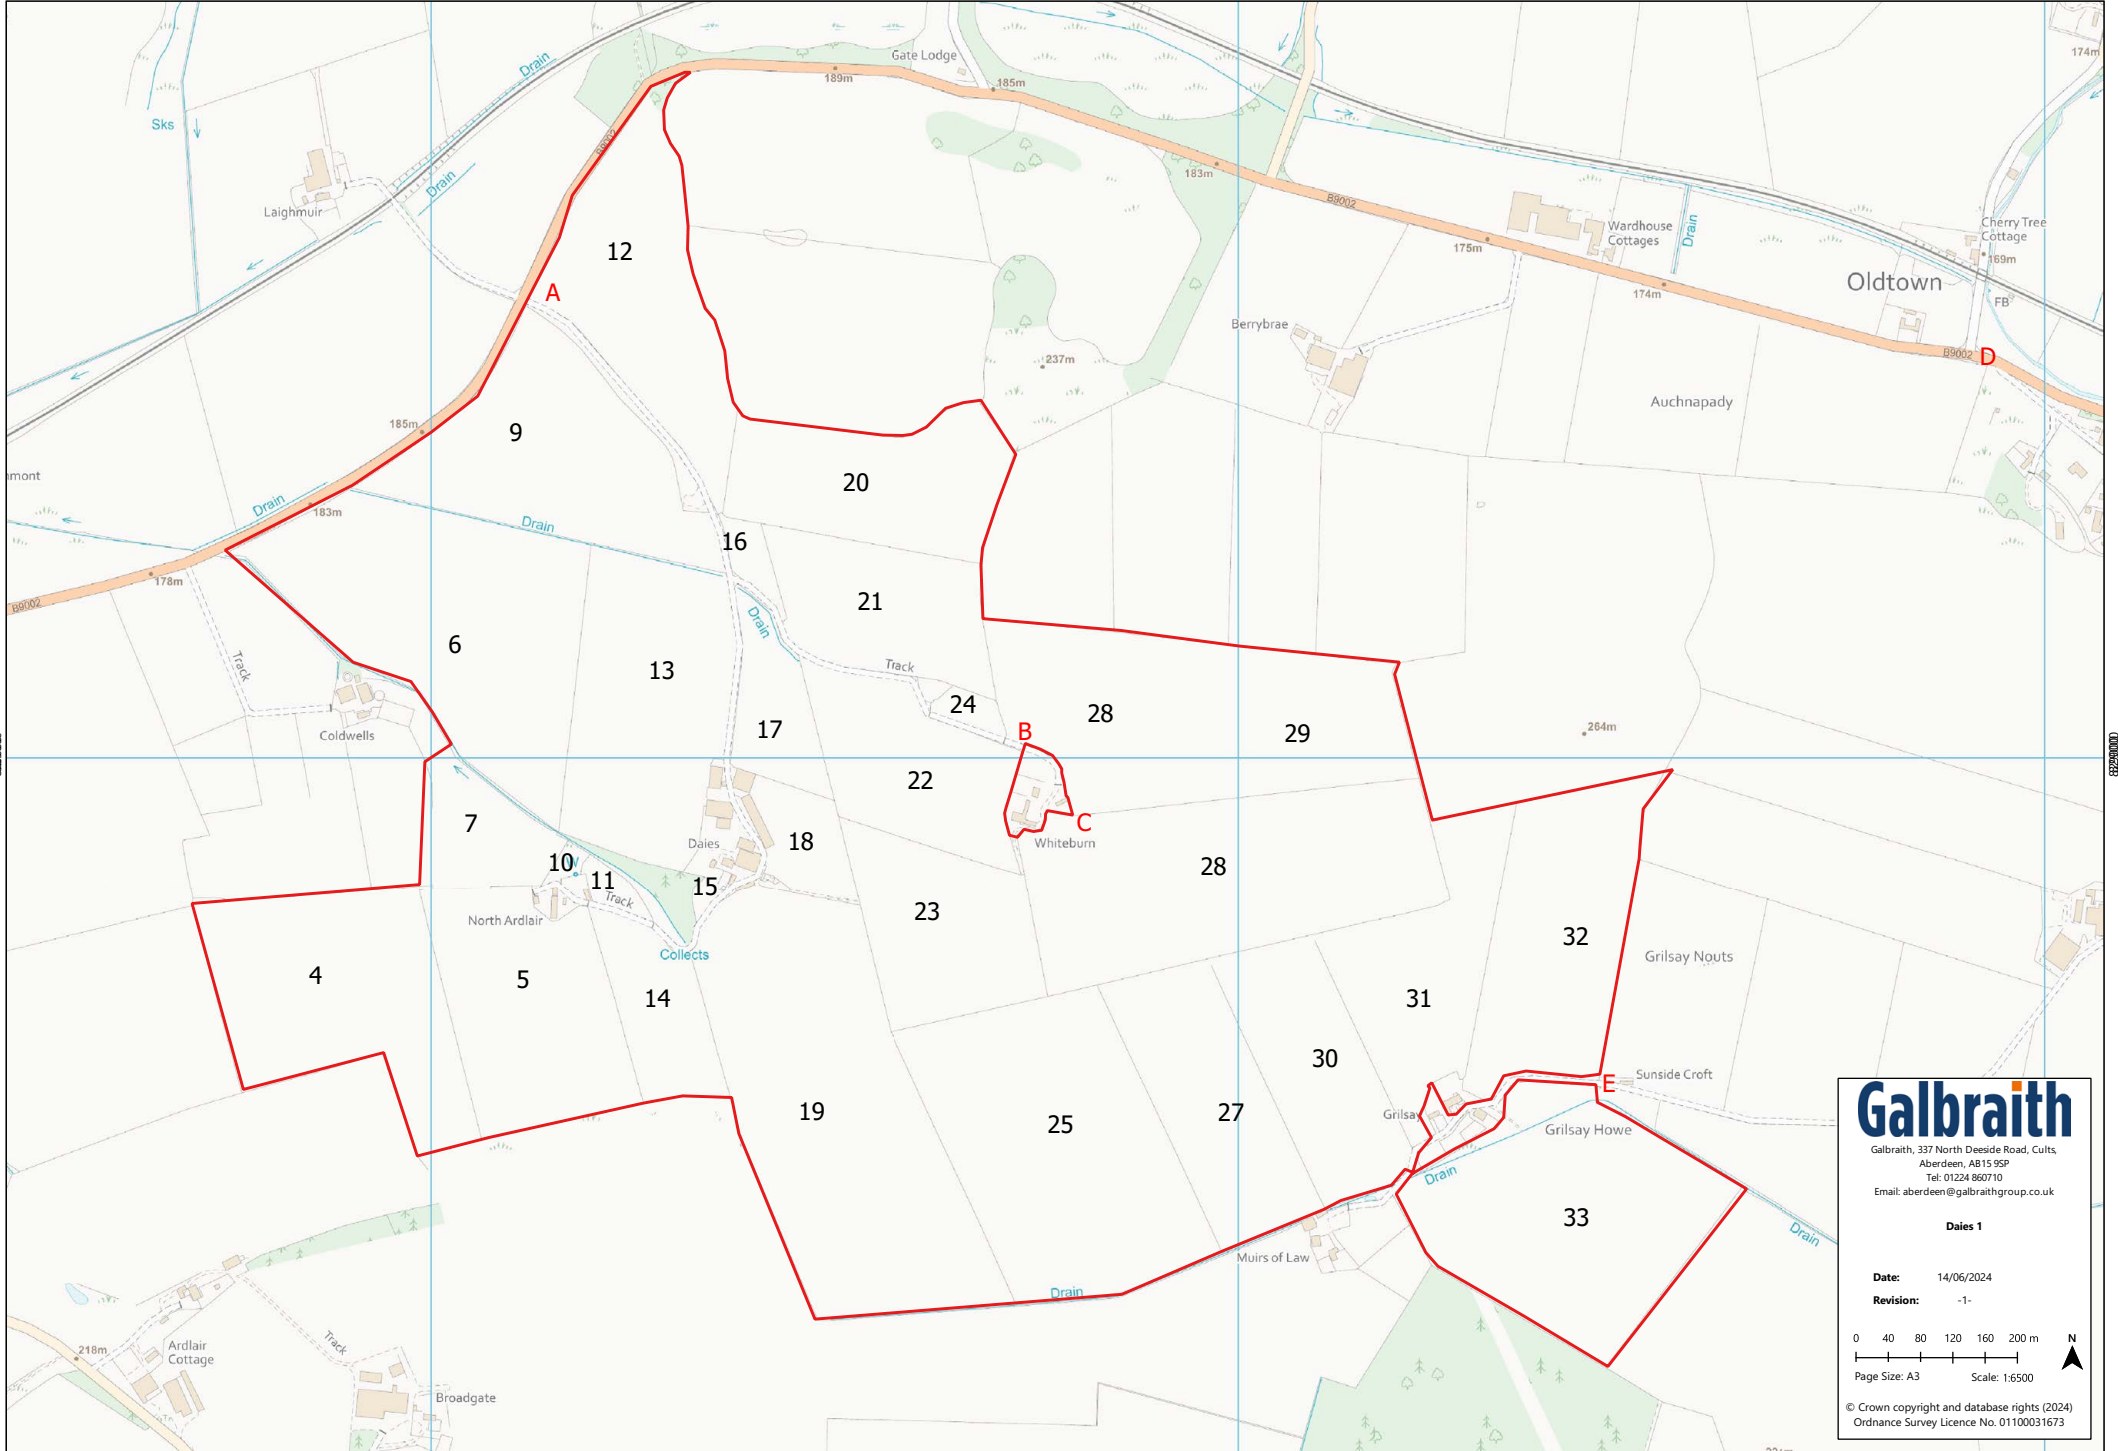 174m
Gate Lodge
189m
185m
Drain
Sks
B9002
Drain
183m
Laighmuir
B9002
Wardhouse
Cottages
Drain
Cherry Tree
Cottage
12
175m
169m
A
174m
Oldtown
FB
Berrybrae
237m
B9002
D
Auchnapady
185m
9
20
Drain
183m
Drain
16
178m
B9002
21
Drain
6
Track
13
Track
24
28
17
B
29
264m
Coldwells
22
7
C
Daies
18
Whiteburn
10
W
11
15
28
Track
North Ardlair
23
32
Collects
Grilsay Nouts
4
5
14
31
30
Sunside Croft
E
19
25
27
Grilsay
Grilsay Howe
Drain
33
Drain
Muirs of Law
Drain
218m
Ardlair
Cottage
Track
Broadgate
Galbraith
Galbraith, 337 North Deeside Road, Cults,
Aberdeen, AB15 9SP
Tel: 01224 860710
Email: aberdeen@galbraithgroup.co.uk
Daies 1
Date: 14/06/2024
Revision: -1-
0 40 80 120 160 200 m N
Page Size: A3 Scale: 1:6500
© Crown copyright and database rights (2024)
Ordnance Survey Licence No. 01100031673